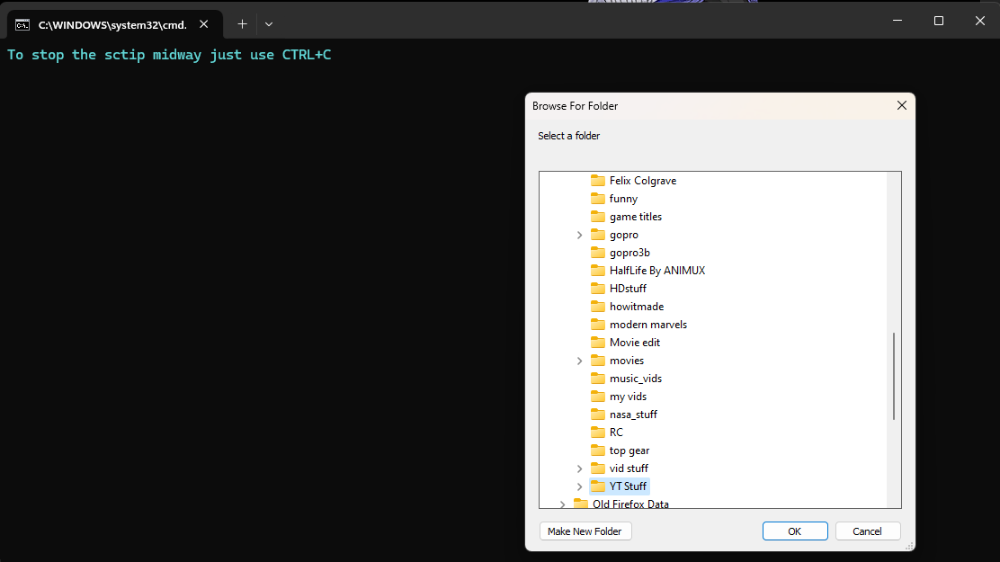 C:\WINDOWS\system32\cmd.
To stop the sctip midway just use CTRL+C
Browse For Folder
Select a folder
Felix Colgrave
funny
game titles
gopro
gopro3b
HalfLife By ANIMUX
HDstuff
howitmade
modern marvels
Movie edit
movies
music_vids
my vids
nasa_stuff
RC
top gear
vid stuff
YT Stuff
Old Firefox Data
Make New Folder
OK
Cancel